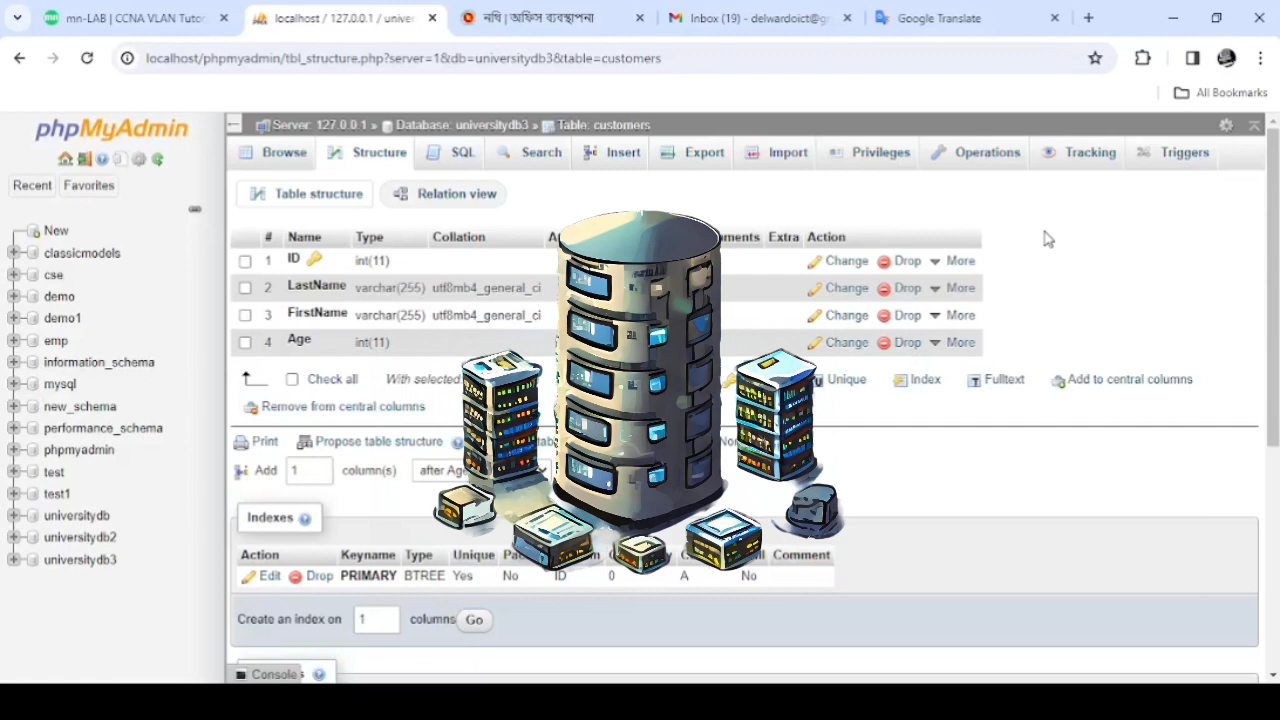 mn-LAB | CCNA VLAN Tutor
localhost / 127.0.0.1 / univer
নথি | অফিস ব্যবস্থাপনা
Inbox (19) - delwardoict@gr
Google Translate
localhost/phpmyadmin/tbl_structure.php?server=1&db=universitydb3&table=customers
All Bookmarks
phpMyAdmin
Recent Favorites
New
classicmodels
cse
demo
demo1
emp
information_schema
mysql
new_schema
performance_schema
phpmyadmin
test
test1
universitydb
universitydb2
universitydb3
Server: 127.0.0.1 » Database: universitydb3 » Table: customers
Browse Structure SQL Search Insert Export Import Privileges Operations Tracking Triggers
Table structure Relation view
# Name Type Collation Extra Action
1 ID int(11) Change Drop More
2 LastName varchar(255) utf8mb4_general_ci Change Drop More
3 FirstName varchar(255) utf8mb4_general_ci Change Drop More
4 Age int(11) Change Drop More
Check all With selected: Unique Index Fulltext Add to central columns
Remove from central columns
Print Propose table structure
Add 1 column(s) after Age
Indexes
Action Keyname Type Unique Comment
Edit Drop PRIMARY BTREE Yes No ID 0 A No
Create an index on 1 columns Go
Console